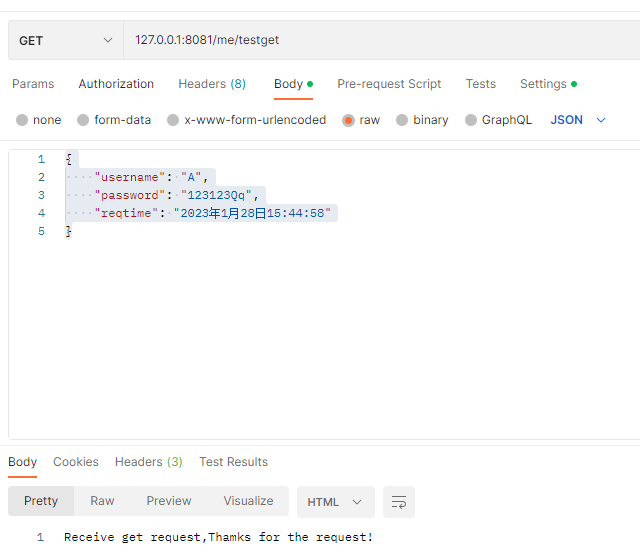 GET 127.0.0.1:8081/me/testget
Params Authorization Headers (8) Body Pre-request Script Tests Settings
none form-data x-www-form-urlencoded raw binary GraphQL JSON
1 {
2 "username": "A",
3 "password": "123123Qq",
4 "reqtime": "2023年1月28日15:44:58"
5 }
Body Cookies Headers (3) Test Results
Pretty Raw Preview Visualize HTML
1 Receive get request,Thamks for the request!